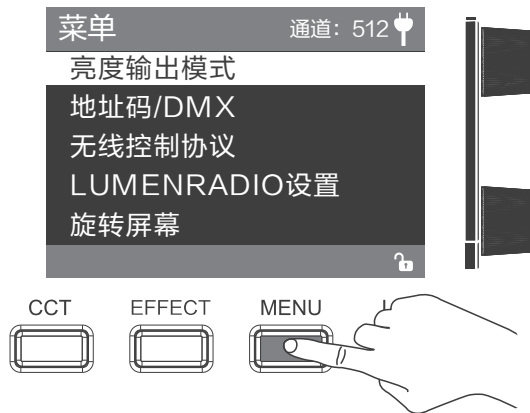 菜单 通道：512
亮度输出模式
地址码/DMX
无线控制协议
LUMENRADIO设置
旋转屏幕
CCT EFFECT MENU